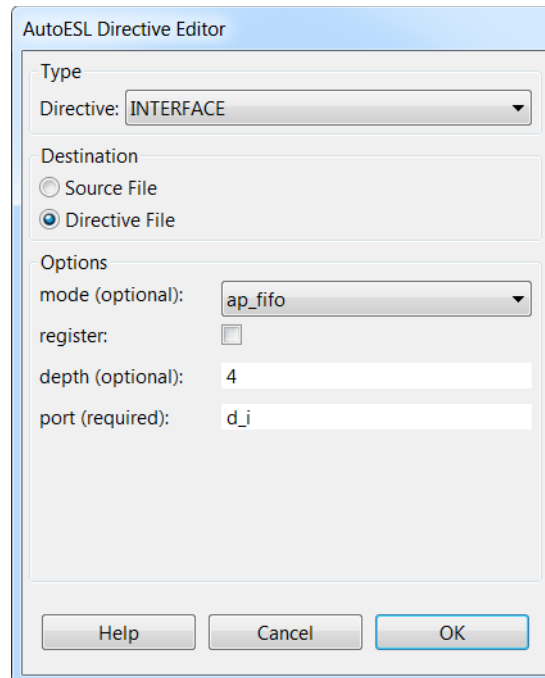 AutoESL Directive Editor
Type
Directive: INTERFACE
Destination
Source File
Directive File
Options
mode (optional): ap_fifo
register:
depth (optional): 4
port (required): d_i
Help Cancel OK